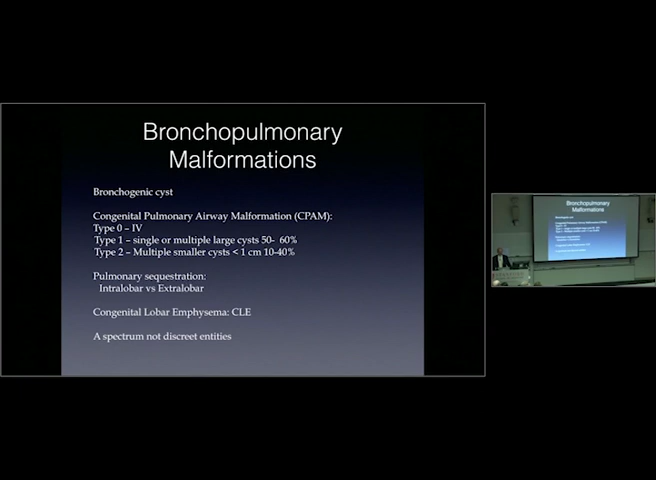 Bronchopulmonary
Malformations
Bronchogenic cyst
Congenital Pulmonary Airway Malformation (CPAM):
Type 0 – IV
Type 1 – single or multiple large cysts 50- 60%
Type 2 – Multiple smaller cysts < 1 cm 10-40%
Pulmonary sequestration:
Intralobar vs Extralobar
Congenital Lobar Emphysema: CLE
A spectrum not discreet entities
Bronchopulmonary
Malformations